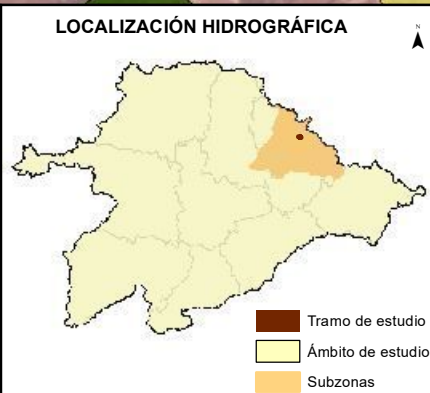 LOCALIZACIÓN HIDROGRÁFICA
N
Tramo de estudio
Ámbito de estudio
Subzonas